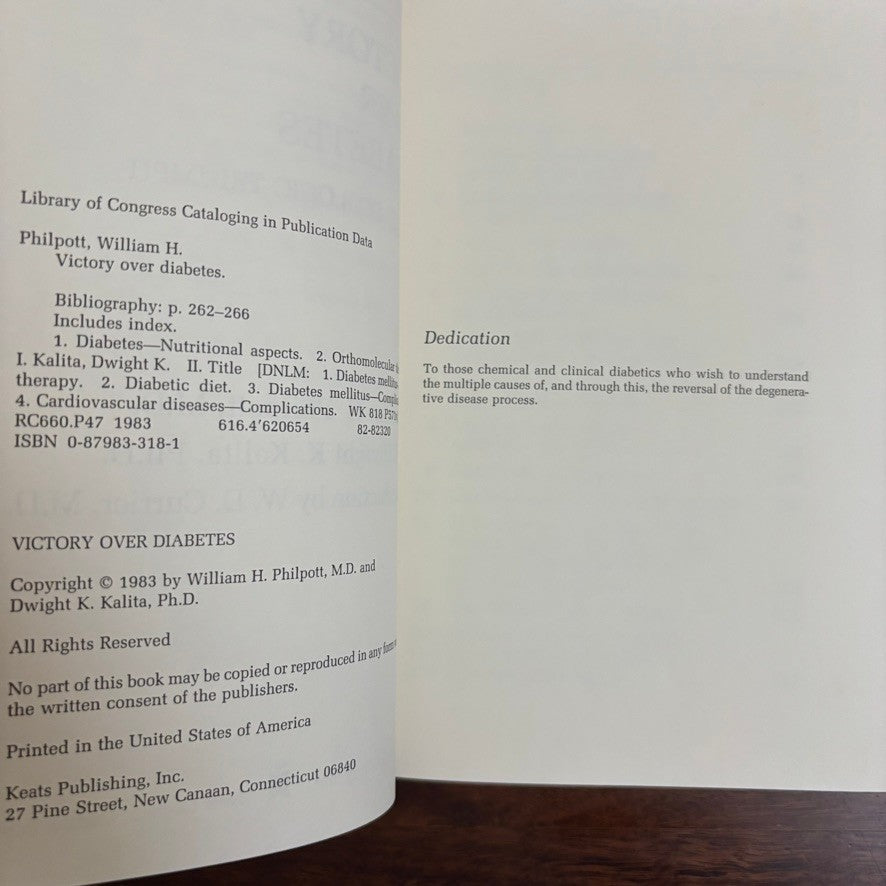 Library of Congress Cataloging in Publication Data
Philpott, William H.
Victory over diabetes.
Bibliography: p. 262–266
Includes index.
1. Diabetes—Nutritional aspects. 2. Orthomolecular
I. Kalita, Dwight K. II. Title [DNLM: 1. Diabetes
therapy. 2. Diabetic diet. 3. Diabetes mellitus—
4. Cardiovascular diseases—Complications. WK 818
RC660.P47 1983 616.4'620654 82-82320
ISBN 0-87983-318-1
VICTORY OVER DIABETES
Copyright © 1983 by William H. Philpott, M.D. and
Dwight K. Kalita, Ph.D.
All Rights Reserved
No part of this book may be copied or reproduced in any form
the written consent of the publishers.
Printed in the United States of America
Keats Publishing, Inc.
27 Pine Street, New Canaan, Connecticut 06840
Dedication
To those chemical and clinical diabetics who wish to understand
the multiple causes of, and through this, the reversal of the degenera-
tive disease process.